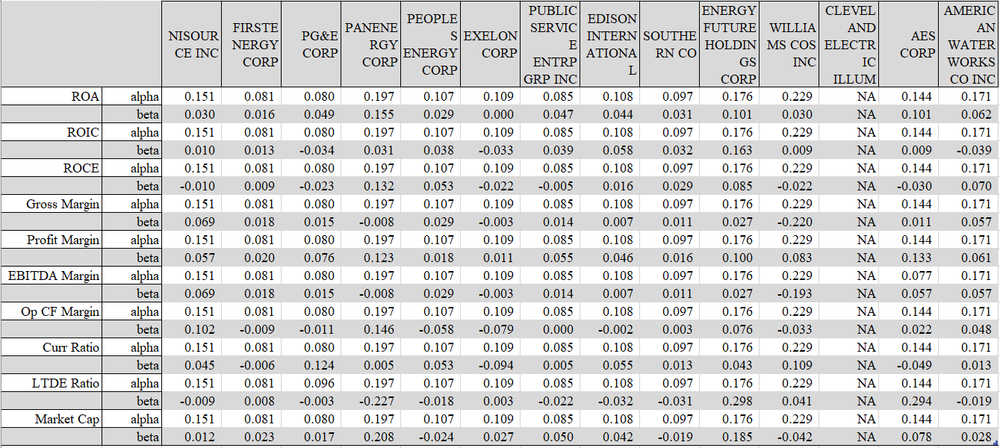 NISOURCE INC FIRSTENERGY CORP PG&E CORP PANENERGY CORP PEOPLES ENERGY CORP EXELON CORP PUBLIC SERVICE ENTRP GRP INC EDISON INTERNATIONAL SOUTHERN CO ENERGY FUTURE HOLDINGS CORP WILLIAMS COS INC CLEVELAND ELECTRIC ILLUM AES CORP AMERICAN WATER WORKS CO INC
ROA alpha 0.151 0.081 0.080 0.197 0.107 0.109 0.085 0.108 0.097 0.176 0.229 NA 0.144 0.171
beta 0.030 0.016 0.049 0.155 0.029 0.000 0.047 0.044 0.031 0.101 0.030 NA 0.101 0.062
ROIC alpha 0.151 0.081 0.080 0.197 0.107 0.109 0.085 0.108 0.097 0.176 0.229 NA 0.144 0.171
beta 0.010 0.013 -0.034 0.031 0.038 -0.033 0.039 0.058 0.032 0.163 0.009 NA 0.009 -0.039
ROCE alpha 0.151 0.081 0.080 0.197 0.107 0.109 0.085 0.108 0.097 0.176 0.229 NA 0.144 0.171
beta -0.010 0.009 -0.023 0.132 0.053 -0.022 -0.005 0.016 0.029 0.085 -0.022 NA -0.030 0.070
Gross Margin alpha 0.151 0.081 0.080 0.197 0.107 0.109 0.085 0.108 0.097 0.176 0.229 NA 0.144 0.171
beta 0.069 0.018 0.015 -0.008 0.029 -0.003 0.014 0.007 0.011 0.027 -0.220 NA 0.011 0.057
Profit Margin alpha 0.151 0.081 0.080 0.197 0.107 0.109 0.085 0.108 0.097 0.176 0.229 NA 0.144 0.171
beta 0.057 0.020 0.076 0.123 0.018 0.011 0.055 0.046 0.016 0.100 0.083 NA 0.133 0.061
EBITDA Margin alpha 0.151 0.081 0.080 0.197 0.107 0.109 0.085 0.108 0.097 0.176 0.229 NA 0.077 0.171
beta 0.069 0.018 0.015 -0.008 0.029 -0.003 0.014 0.007 0.011 0.027 -0.193 NA 0.057 0.057
Op CF Margin alpha 0.151 0.081 0.080 0.197 0.107 0.109 0.085 0.108 0.097 0.176 0.229 NA 0.144 0.171
beta 0.102 -0.009 -0.011 0.146 -0.058 -0.079 0.000 -0.002 0.003 0.076 -0.033 NA 0.022 0.048
Curr Ratio alpha 0.151 0.081 0.080 0.197 0.107 0.109 0.085 0.108 0.097 0.176 0.229 NA 0.144 0.171
beta 0.045 -0.006 0.124 0.005 0.053 -0.094 0.005 0.055 0.013 0.043 0.109 NA -0.049 0.013
LTDE Ratio alpha 0.151 0.081 0.096 0.197 0.107 0.109 0.085 0.108 0.097 0.176 0.229 NA 0.144 0.171
beta -0.009 0.008 -0.003 -0.227 -0.018 0.003 -0.022 -0.032 -0.031 0.298 0.041 NA 0.294 -0.019
Market Cap alpha 0.151 0.081 0.080 0.197 0.107 0.109 0.085 0.108 0.097 0.176 0.229 NA 0.144 0.171
beta 0.012 0.023 0.017 0.208 -0.024 0.027 0.050 0.042 -0.019 0.185 -0.042 NA 0.078 0.028